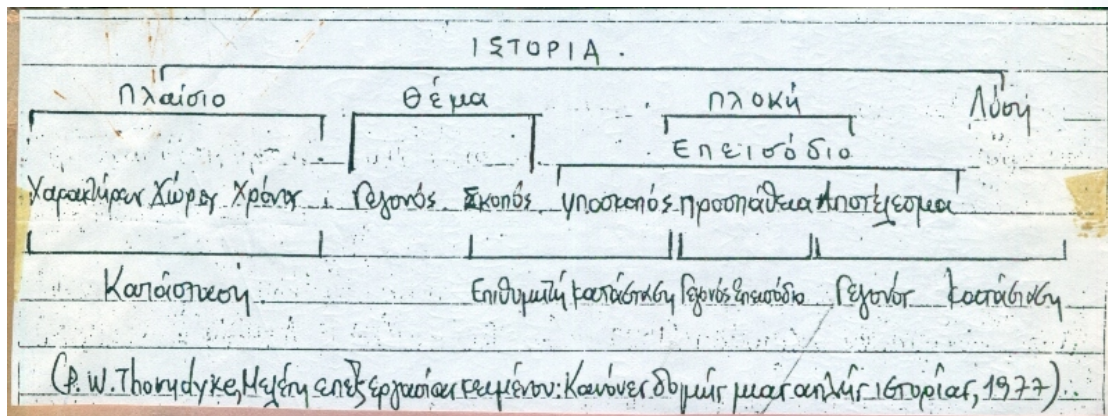 ΙΣΤΟΡΙΑ.
Πλαίσιο Θέμα Πλοκή Λύση
Επεισόδιο
Χαρακτήρες Χώρος Χρόνος Γεγονός Σκοπός Υποσκοπός Προσπάθεια Αποτέλεσμα
Κατάσταση Επιθυμητή κατάσταση Γεγονός Επεισόδιο Γεγονός κατάσταση
(P. W. Thorndyke, Μελέτη επεξεργασίας κειμένου: Κανόνες δομής μιας απλής ιστορίας, 1977).